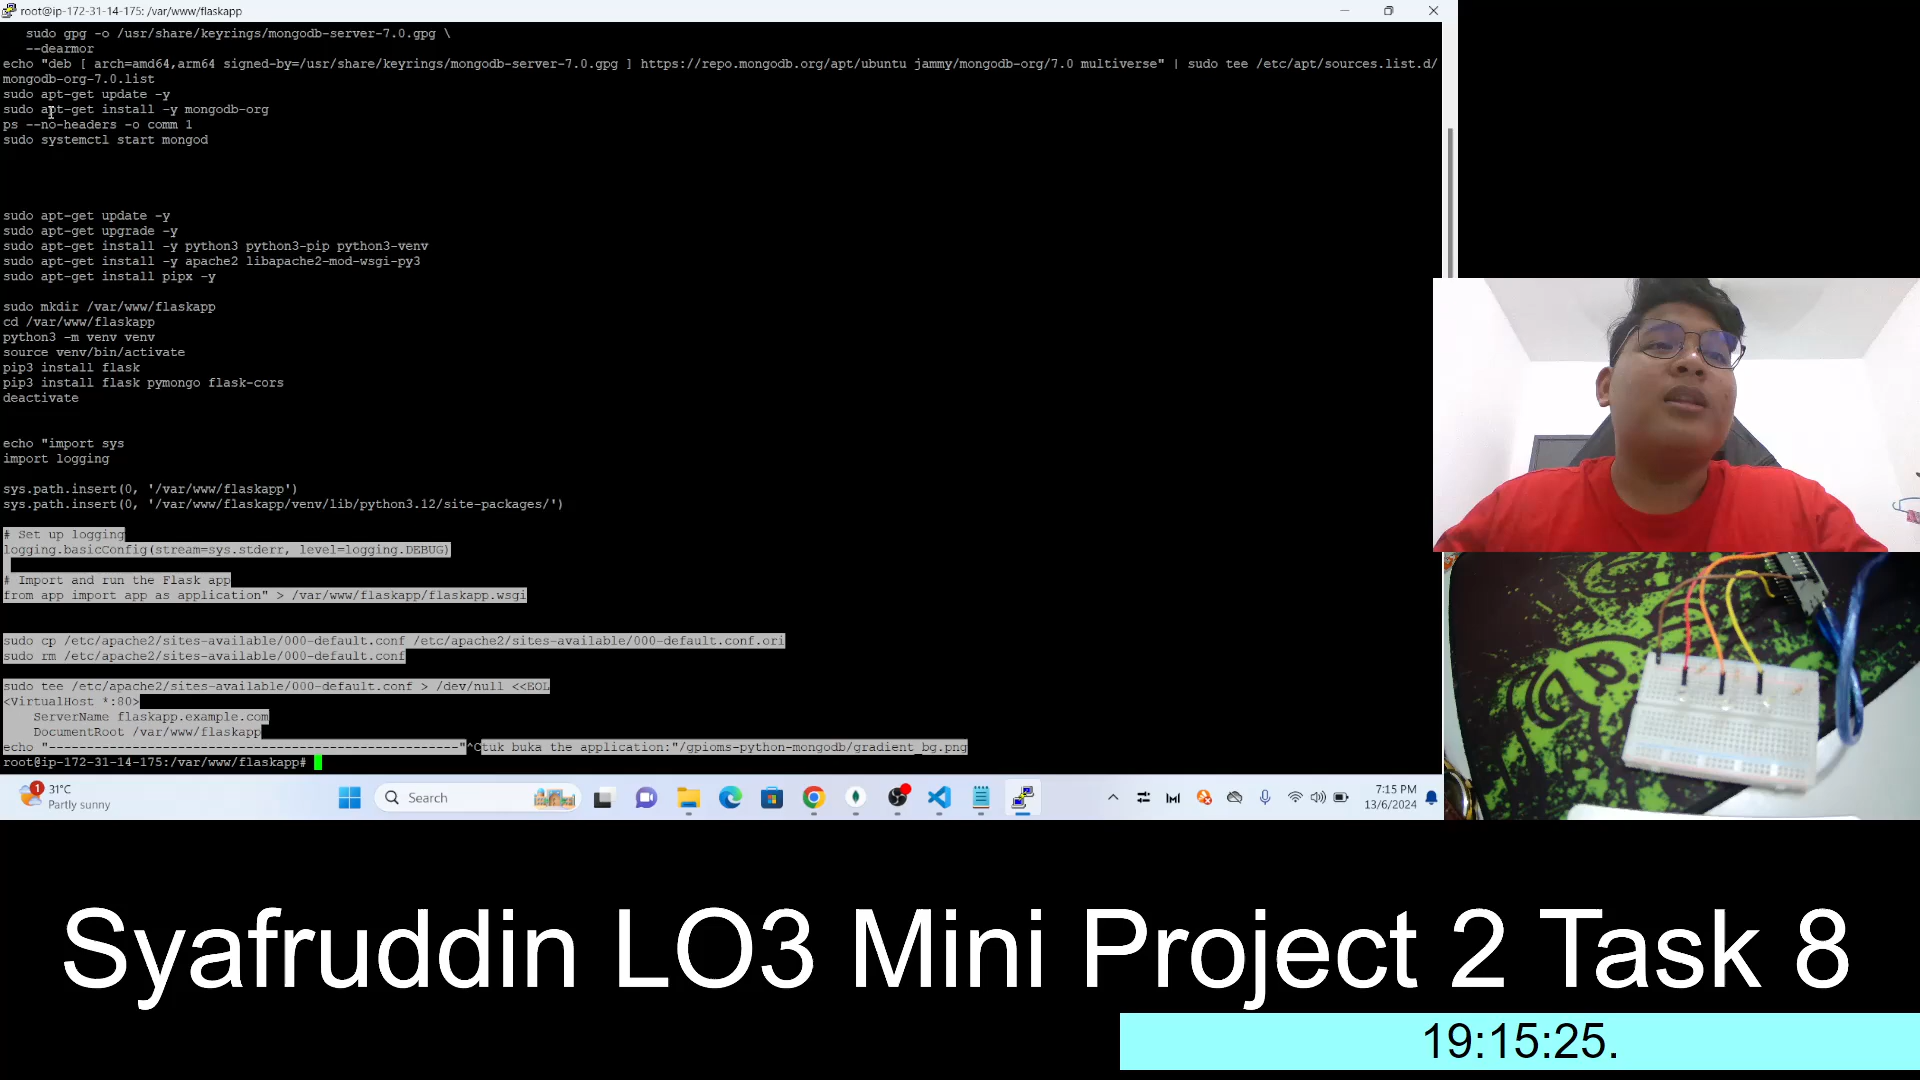 root@ip-172-31-14-175: /var/www/flaskapp
sudo gpg -o /usr/share/keyrings/mongodb-server-7.0.gpg \
--dearmor
echo "deb [ arch=amd64,arm64 signed-by=/usr/share/keyrings/mongodb-server-7.0.gpg ] https://repo.mongodb.org/apt/ubuntu jammy/mongodb-org/7.0 multiverse" | sudo tee /etc/apt/sources.list.d/
mongodb-org-7.0.list
sudo apt-get update -y
sudo apt-get install -y mongodb-org
ps --no-headers -o comm 1
sudo systemctl start mongod
sudo apt-get update -y
sudo apt-get upgrade -y
sudo apt-get install -y python3 python3-pip python3-venv
sudo apt-get install -y apache2 libapache2-mod-wsgi-py3
sudo apt-get install pipx -y
sudo mkdir /var/www/flaskapp
cd /var/www/flaskapp
python3 -m venv venv
source venv/bin/activate
pip3 install flask
pip3 install flask pymongo flask-cors
deactivate
echo "import sys
import logging
sys.path.insert(0, '/var/www/flaskapp')
sys.path.insert(0, '/var/www/flaskapp/venv/lib/python3.12/site-packages/')
# Set up logging
logging.basicConfig(stream=sys.stderr, level=logging.DEBUG)
# Import and run the Flask app
from app import app as application" > /var/www/flaskapp/flaskapp.wsgi
sudo cp /etc/apache2/sites-available/000-default.conf /etc/apache2/sites-available/000-default.conf.ori
sudo rm /etc/apache2/sites-available/000-default.conf
sudo tee /etc/apache2/sites-available/000-default.conf > /dev/null <<EOL
<VirtualHost *:80>
ServerName flaskapp.example.com
DocumentRoot /var/www/flaskapp
echo "-------------------------------------------------------"^Ctuk buka the application:"/gpioms-python-mongodb/gradient_bg.png
root@ip-172-31-14-175:/var/www/flaskapp#
1
31°C
Partly sunny
Search
7:15 PM
13/6/2024
Syafruddin LO3 Mini Project 2 Task 8
19:15:25.